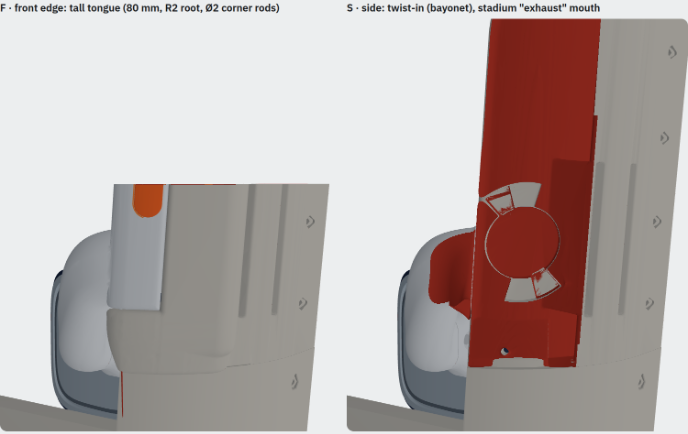 F · front edge: tall tongue (80 mm, R2 root, Ø2 corner rods)
S · side: twist-in (bayonet), stadium "exhaust" mouth